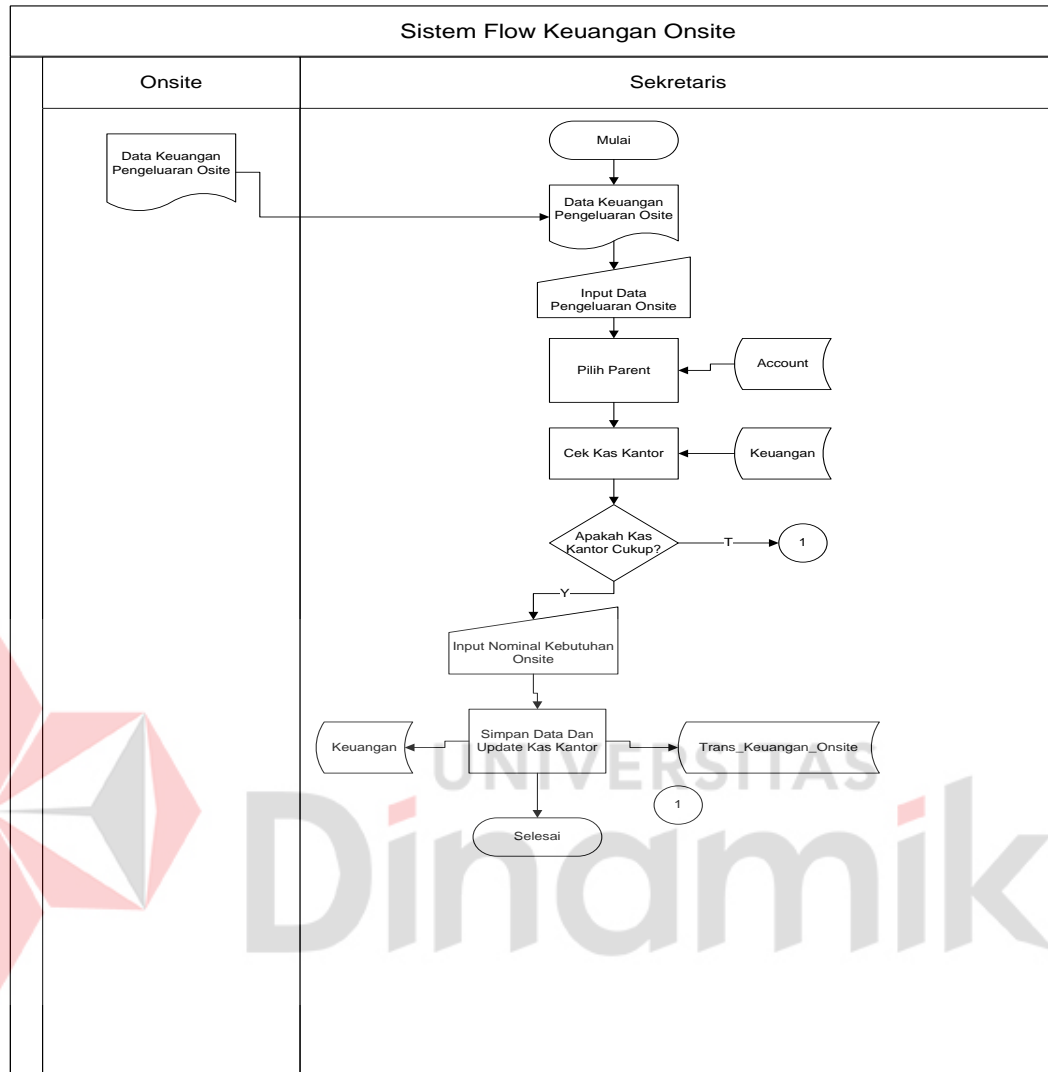 Sistem Flow Keuangan Onsite
Onsite
Sekretaris
Mulai
Data Keuangan
Pengeluaran Osite
Data Keuangan
Pengeluaran Osite
Input Data
Pengeluaran Onsite
Pilih Parent
Account
Cek Kas Kantor
Keuangan
Apakah Kas
Kantor Cukup?
T
1
Y
Input Nominal Kebutuhan
Onsite
Keuangan
Simpan Data Dan
Update Kas Kantor
Trans_Keuangan_Onsite
1
Selesai
UNIVERSITAS
Dinamik